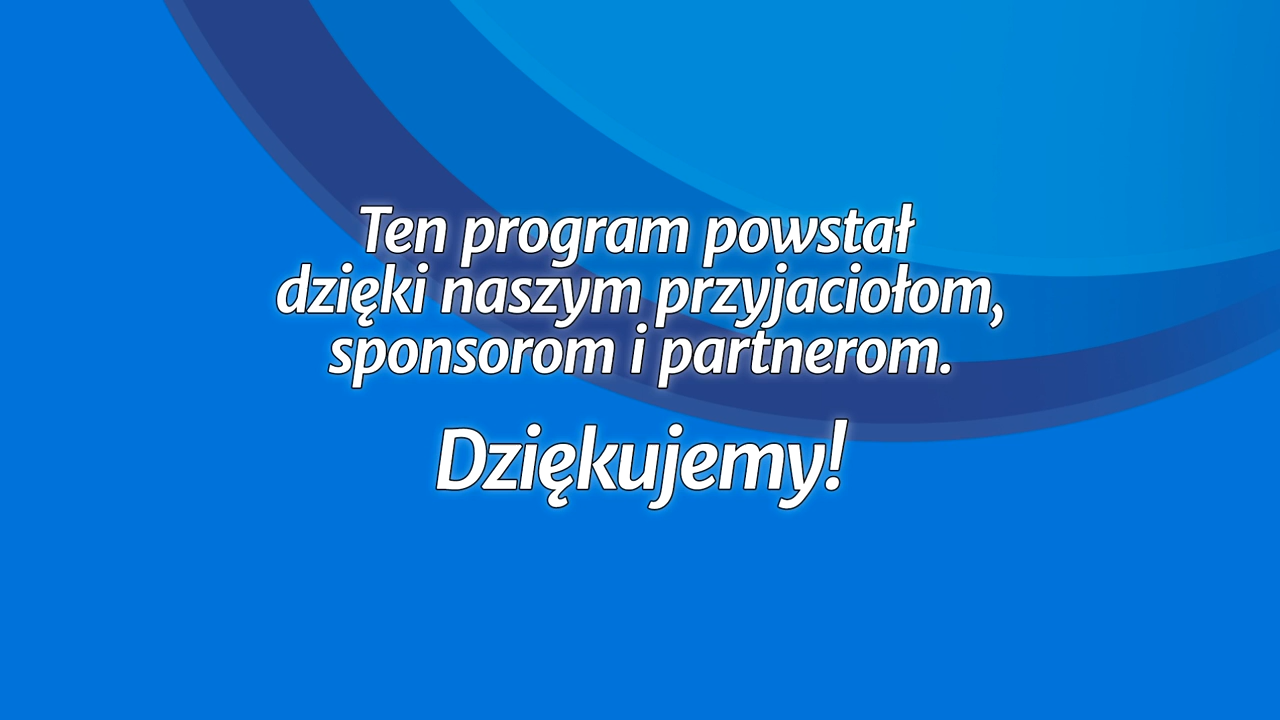 Ten program powstał
dzięki naszym przyjaciołom,
sponsorom i partnerom.
Dziękujemy!